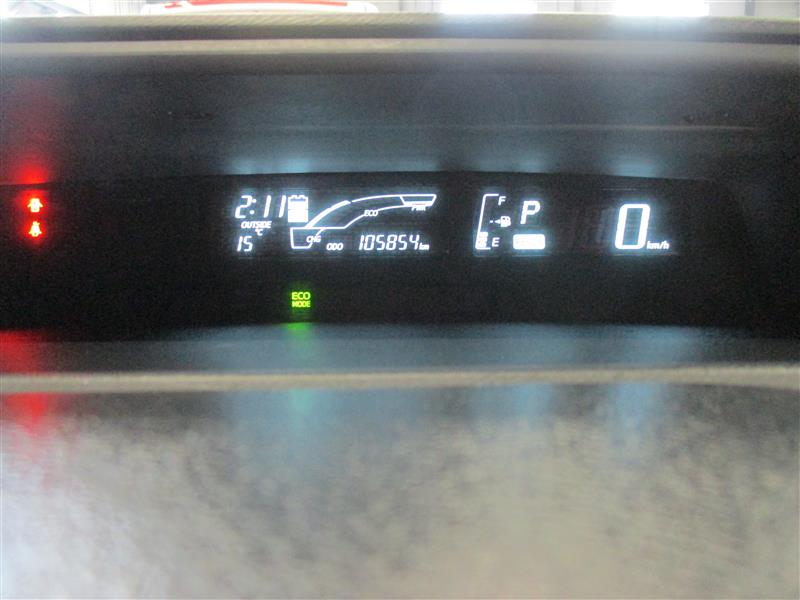 2:11
OUTSIDE
°C
15
ECO
PWR
CHG
ODO 105854 km
F
E
P
0 km/h
ECO
MODE